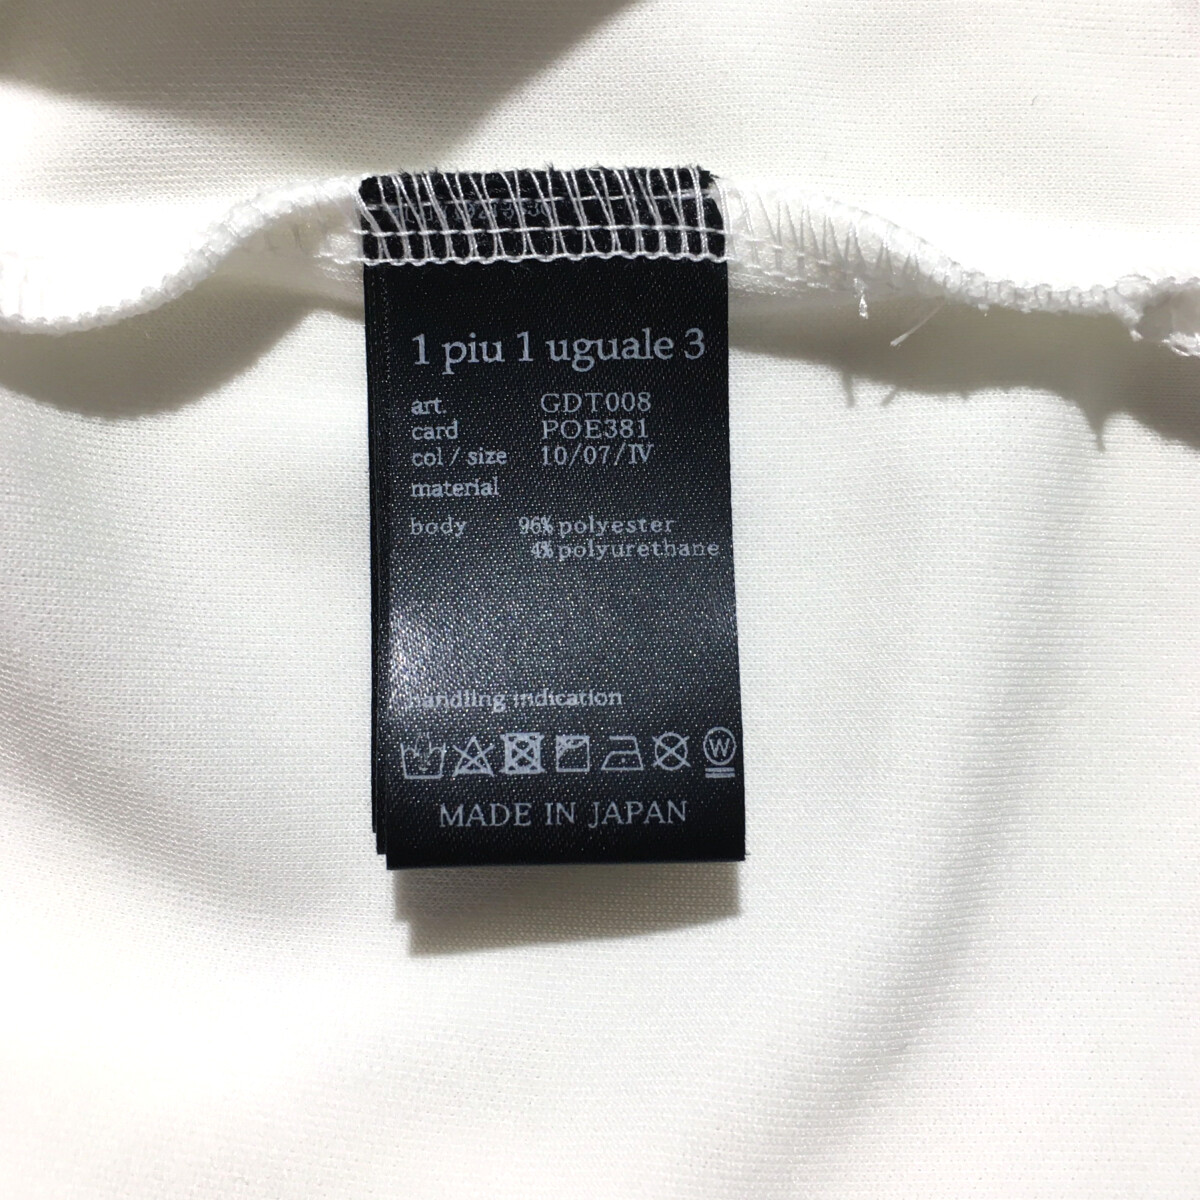 1 piu 1 uguale 3
art. GDT008
card POE381
col / size 10/07/IV
material
body 96% polyester
4% polyurethane
handling indication
W
MADE IN JAPAN